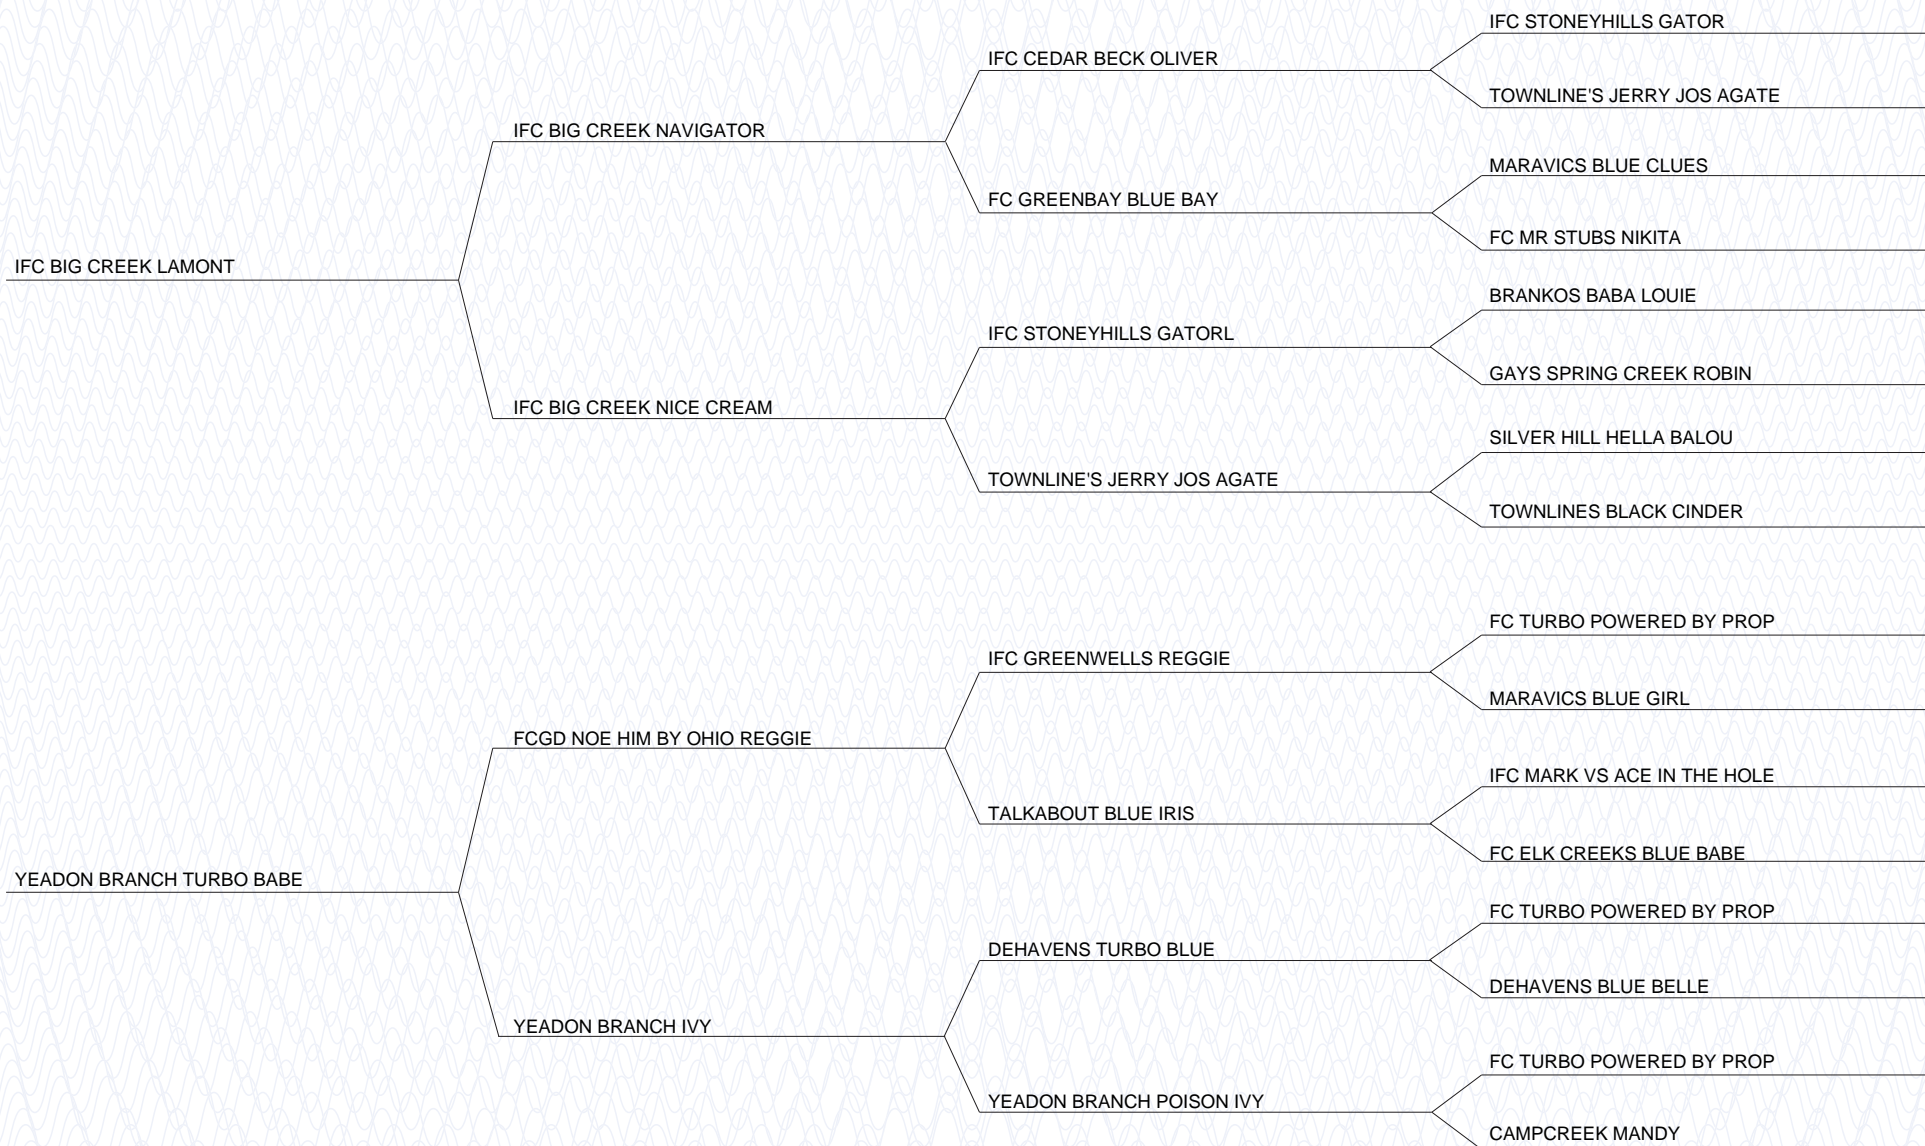 IFC STONEYHILLS GATOR
IFC CEDAR BECK OLIVER
TOWNLINE'S JERRY JOS AGATE
IFC BIG CREEK NAVIGATOR
MARAVICS BLUE CLUES
FC GREENBAY BLUE BAY
FC MR STUBS NIKITA
IFC BIG CREEK LAMONT
BRANKOS BABA LOUIE
IFC STONEYHILLS GATORL
GAYS SPRING CREEK ROBIN
IFC BIG CREEK NICE CREAM
SILVER HILL HELLA BALOU
TOWNLINE'S JERRY JOS AGATE
TOWNLINES BLACK CINDER
FC TURBO POWERED BY PROP
IFC GREENWELLS REGGIE
MARAVICS BLUE GIRL
FCGD NOE HIM BY OHIO REGGIE
IFC MARK VS ACE IN THE HOLE
TALKABOUT BLUE IRIS
FC ELK CREEKS BLUE BABE
YEADON BRANCH TURBO BABE
FC TURBO POWERED BY PROP
DEHAVENS TURBO BLUE
DEHAVENS BLUE BELLE
YEADON BRANCH IVY
FC TURBO POWERED BY PROP
YEADON BRANCH POISON IVY
CAMPCREEK MANDY